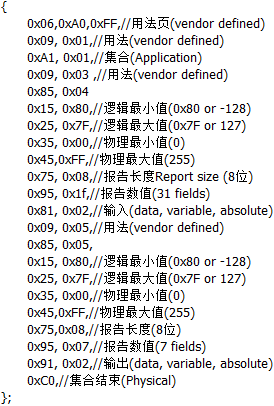 {
0x06,0xA0,0xFF,//用法页(vendor defined)
0x09, 0x01,//用法(vendor defined)
0xA1, 0x01,//集合(Application)
0x09, 0x03 ,//用法(vendor defined)
0x85, 0x04
0x15, 0x80,//逻辑最小值(0x80 or -128)
0x25, 0x7F,//逻辑最大值(0x7F or 127)
0x35, 0x00,//物理最小值(0)
0x45,0xFF,//物理最大值(255)
0x75, 0x08,//报告长度Report size (8位)
0x95, 0x1f,//报告数值(31 fields)
0x81, 0x02,//输入(data, variable, absolute)
0x09, 0x05,//用法(vendor defined)
0x85, 0x05,
0x15, 0x80,//逻辑最小值(0x80 or -128)
0x25, 0x7F,//逻辑最大值(0x7F or 127)
0x35, 0x00,//物理最小值(0)
0x45,0xFF,//物理最大值(255)
0x75,0x08,//报告长度(8位)
0x95, 0x07,//报告数值(7 fields)
0x91, 0x02,//输出(data, variable, absolute)
0xC0,//集合结束(Physical)
};